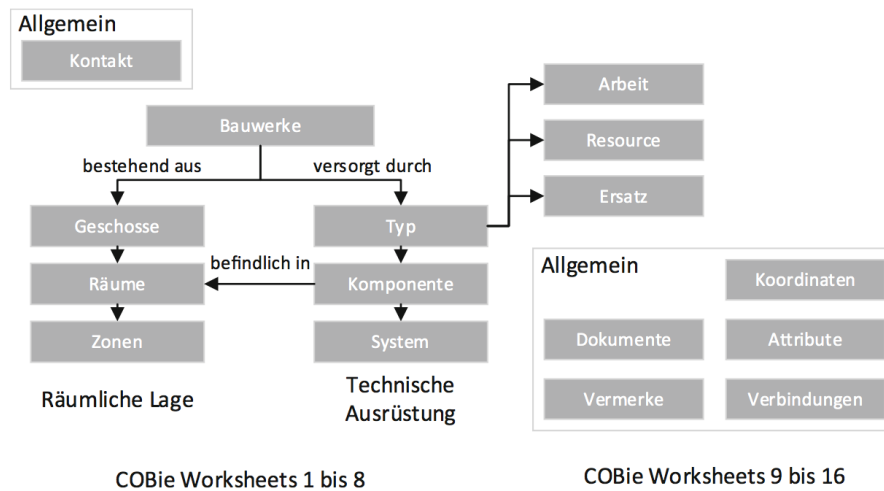 Allgemein
Kontakt
Bauwerke
bestehend aus
versorgt durch
Geschosse
Typ
Räume
befindlich in
Komponente
Zonen
System
Räumliche Lage
Technische
Ausrüstung
COBie Worksheets 1 bis 8
Arbeit
Resource
Ersatz
Allgemein
Koordinaten
Dokumente
Attribute
Vermerke
Verbindungen
COBie Worksheets 9 bis 16